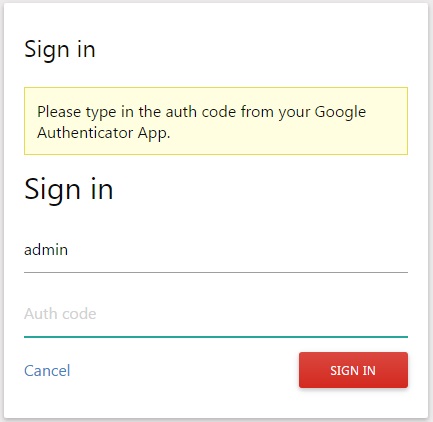 Sign in
Please type in the auth code from your Google
Authenticator App.
Sign in
admin
Auth code
Cancel
SIGN IN